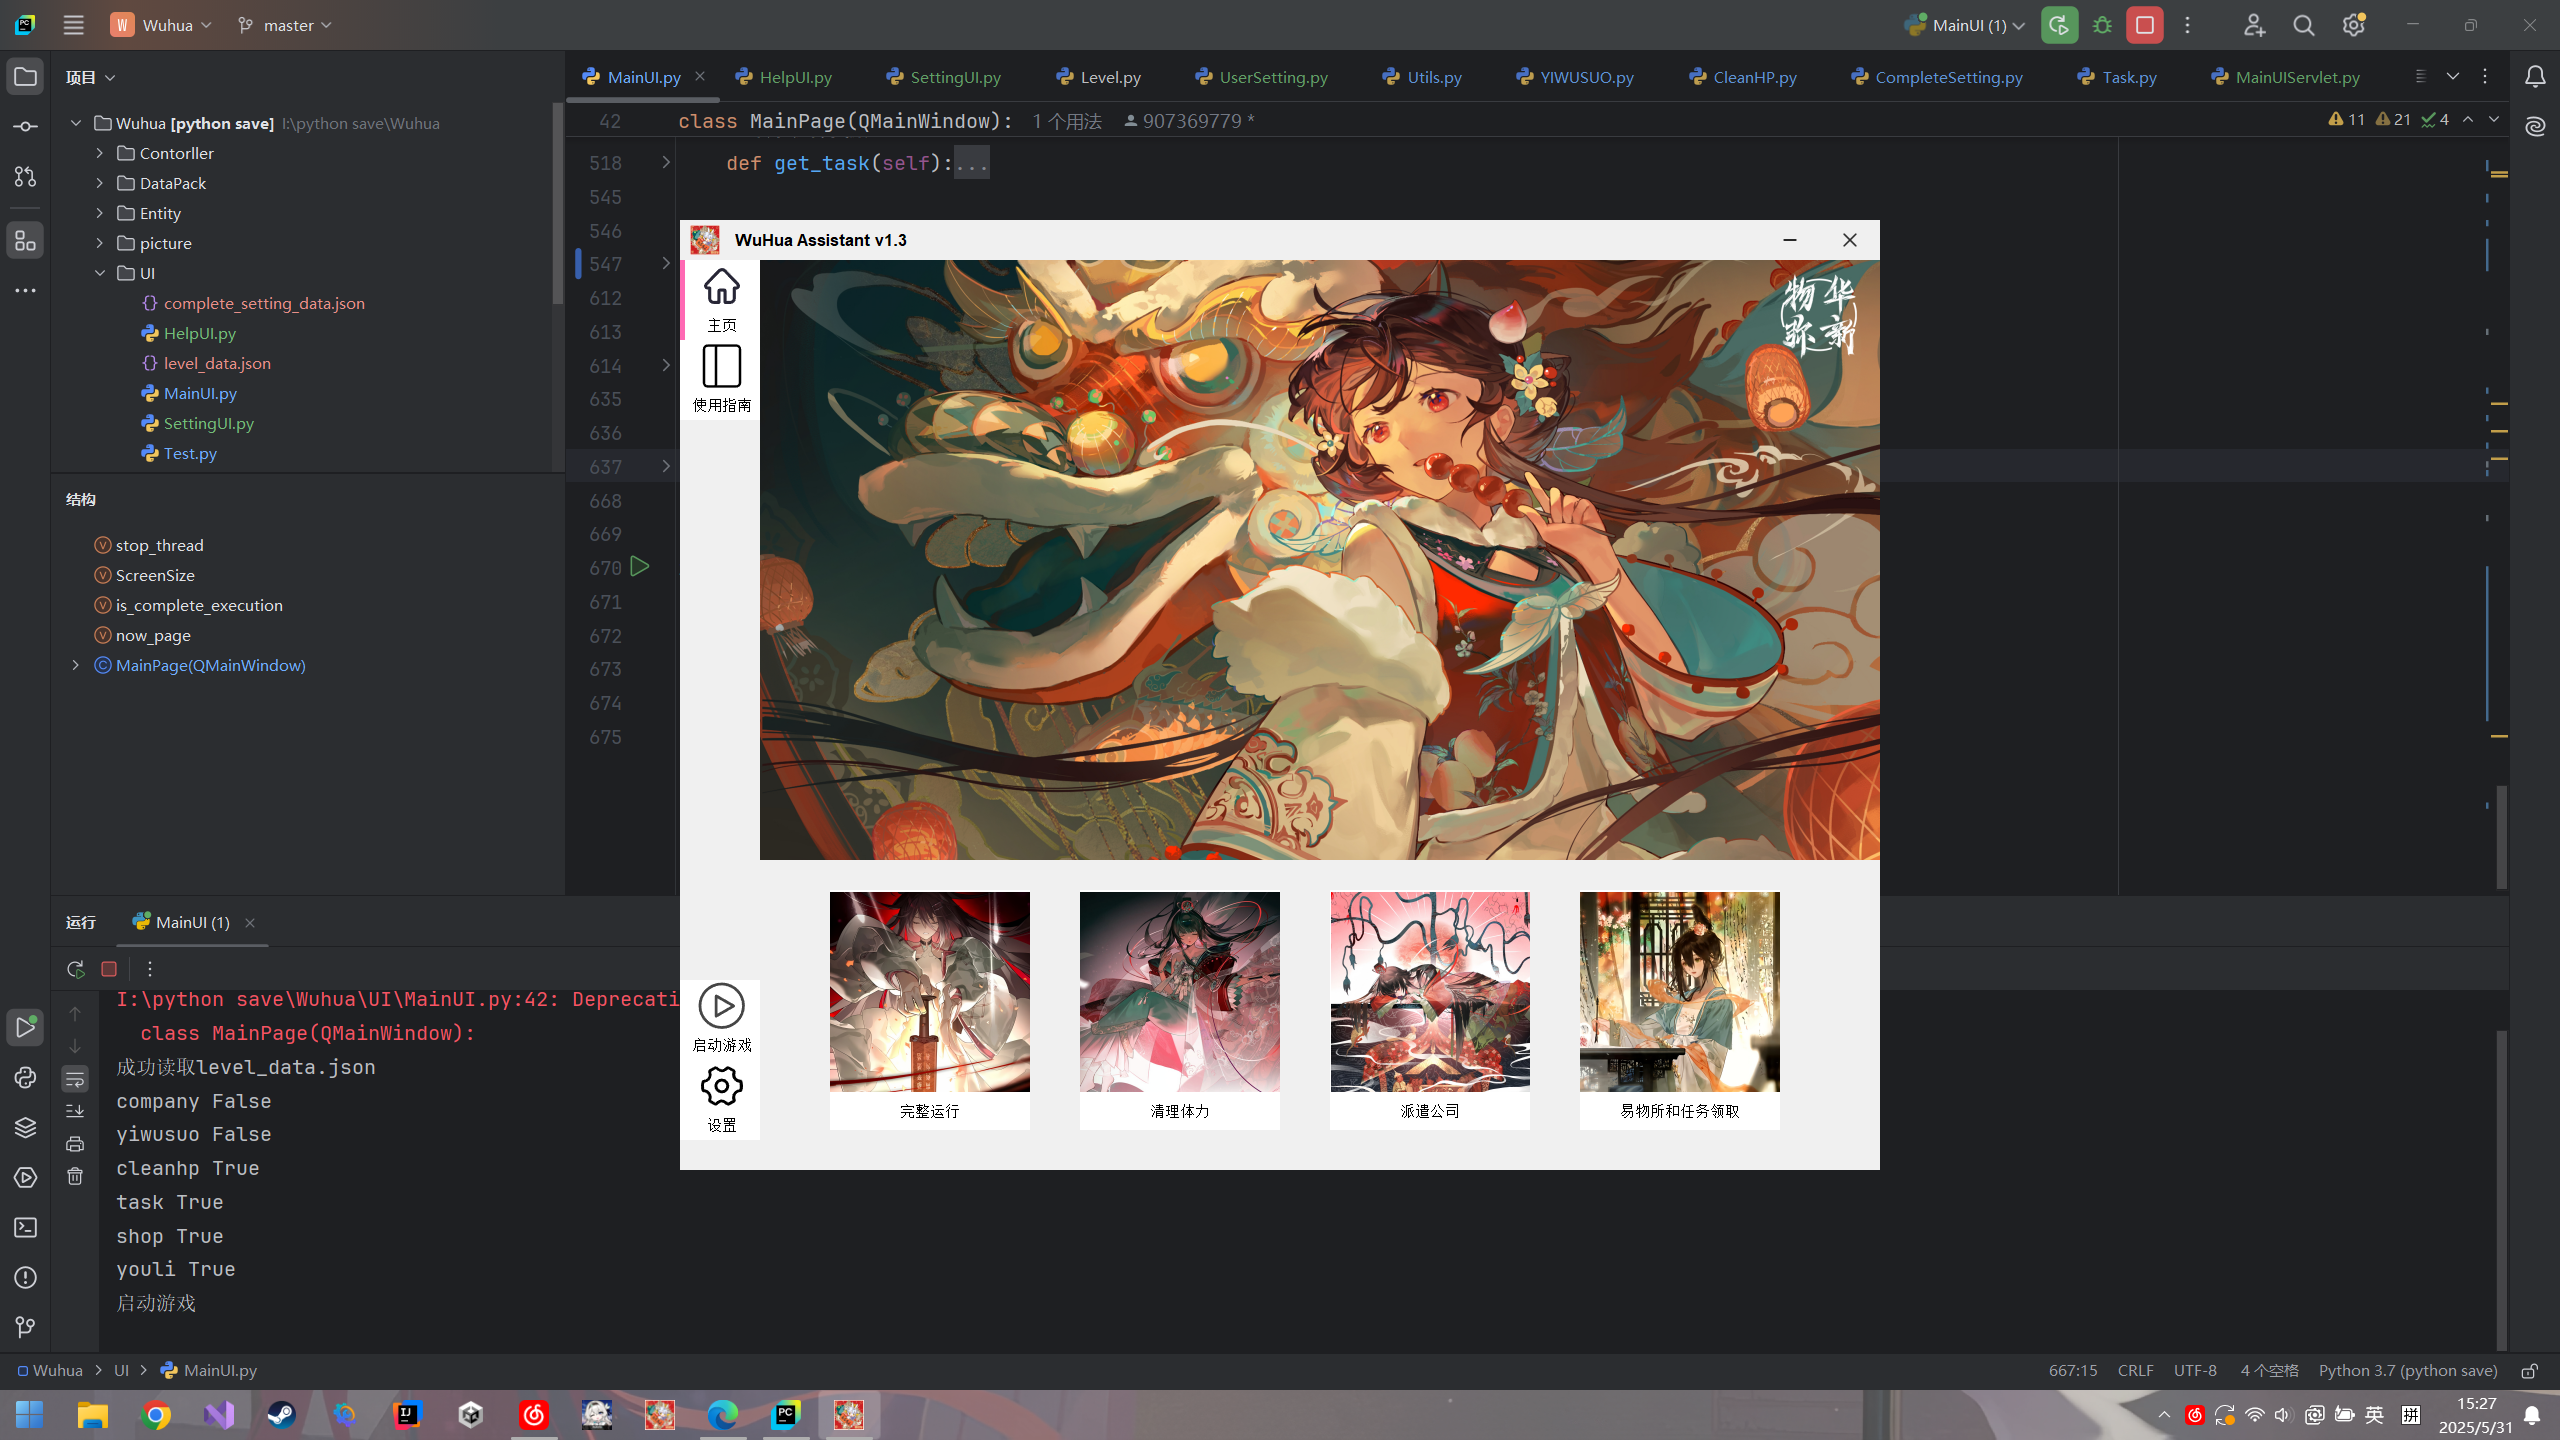 Wuhua
master
MainUI (1)
项目
MainUI.py
HelpUI.py
SettingUI.py
Level.py
UserSetting.py
Utils.py
YIWUSUO.py
CleanHP.py
CompleteSetting.py
Task.py
MainUIServlet.py
Wuhua [python save] I:\python save\Wuhua
Contorller
DataPack
Entity
picture
UI
complete_setting_data.json
HelpUI.py
level_data.json
MainUI.py
SettingUI.py
Test.py
结构
stop_thread
ScreenSize
is_complete_execution
now_page
MainPage(QMainWindow)
42 class MainPage(QMainWindow): 1 个用法 907369779 *
11 21 4
518 def get_task(self):...
545
546
547
612
613
614
635
636
637
668
669
670
671
672
673
674
675
WuHua Assistant v1.3
主页
使用指南
物华
弥新
启动游戏
设置
完整运行
清理体力
派遣公司
易物所和任务领取
运行
MainUI (1)
I:\python save\Wuhua\UI\MainUI.py:42: Deprecati
class MainPage(QMainWindow):
成功读取level_data.json
company False
yiwusuo False
cleanhp True
task True
shop True
youli True
启动游戏
Wuhua > UI > MainUI.py
667:15 CRLF UTF-8 4 个空格 Python 3.7 (python save)
英
拼
15:27
2025/5/31